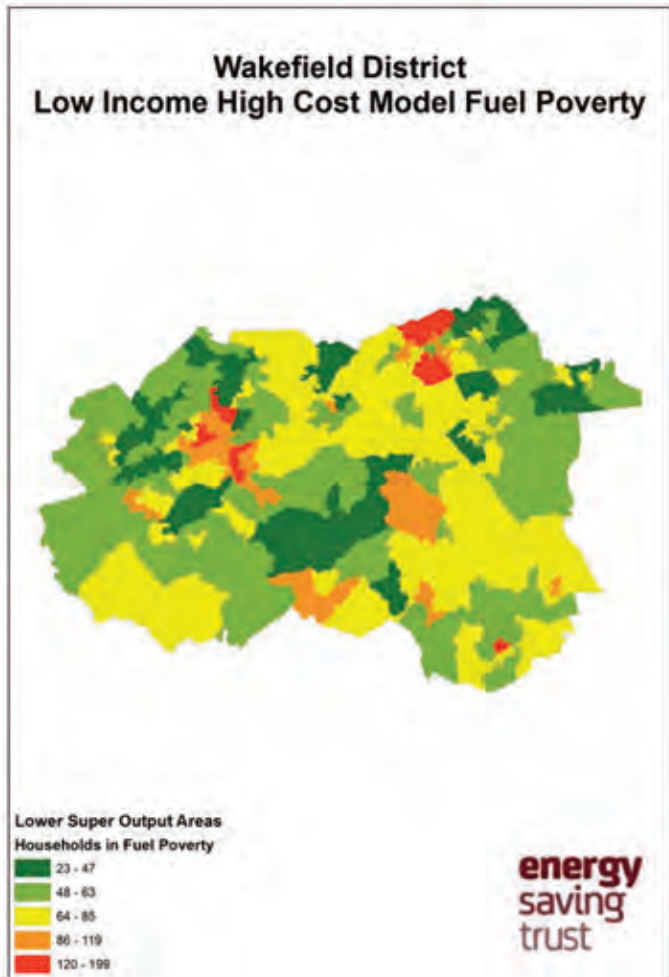 Wakefield District
Low Income High Cost Model Fuel Poverty
Lower Super Output Areas
Households in Fuel Poverty
23 - 47
48 - 63
64 - 85
86 - 119
120 - 199
energy
saving
trust